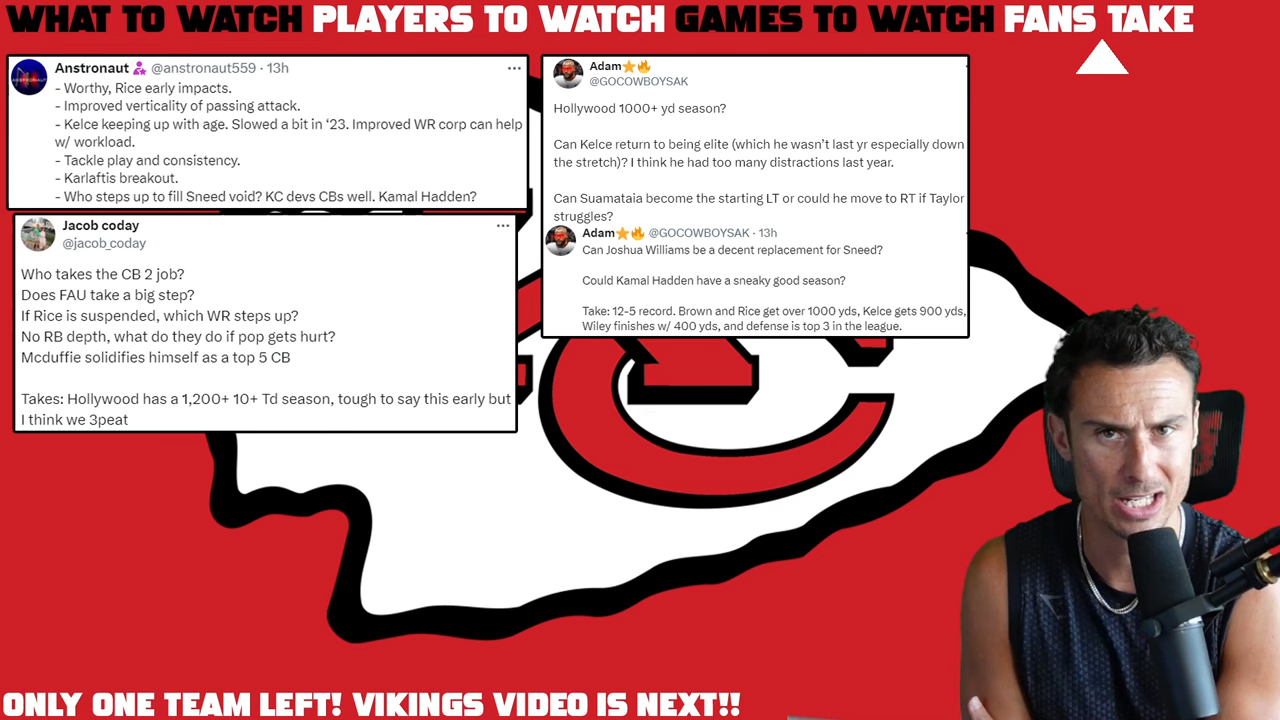 WHAT TO WATCH PLAYERS TO WATCH GAMES TO WATCH FANS TAKE
Anstronaut @anstronaut559 · 13h
- Worthy, Rice early impacts.
- Improved verticality of passing attack.
- Kelce keeping up with age. Slowed a bit in ‘23. Improved WR corp can help
w/ workload.
- Tackle play and consistency.
- Karlaftis breakout.
- Who steps up to fill Sneed void? KC devs CBs well. Kamal Hadden?
Jacob coday
@jacob_coday
Who takes the CB 2 job?
Does FAU take a big step?
If Rice is suspended, which WR steps up?
No RB depth, what do they do if pop gets hurt?
Mcduffie solidifies himself as a top 5 CB
Takes: Hollywood has a 1,200+ 10+ Td season, tough to say this early but
I think we 3peat
Adam⭐🔥
@GOCOWBOYSAK
Hollywood 1000+ yd season?
Can Kelce return to being elite (which he wasn’t last yr especially down
the stretch)? I think he had too many distractions last year.
Can Suamataia become the starting LT or could he move to RT if Taylor
struggles?
Adam⭐🔥 @GOCOWBOYSAK · 13h
Can Joshua Williams be a decent replacement for Sneed?
Could Kamal Hadden have a sneaky good season?
Take: 12-5 record. Brown and Rice get over 1000 yds, Kelce gets 900 yds,
Wiley finishes w/ 400 yds, and defense is top 3 in the league.
ONLY ONE TEAM LEFT! VIKINGS VIDEO IS NEXT!!